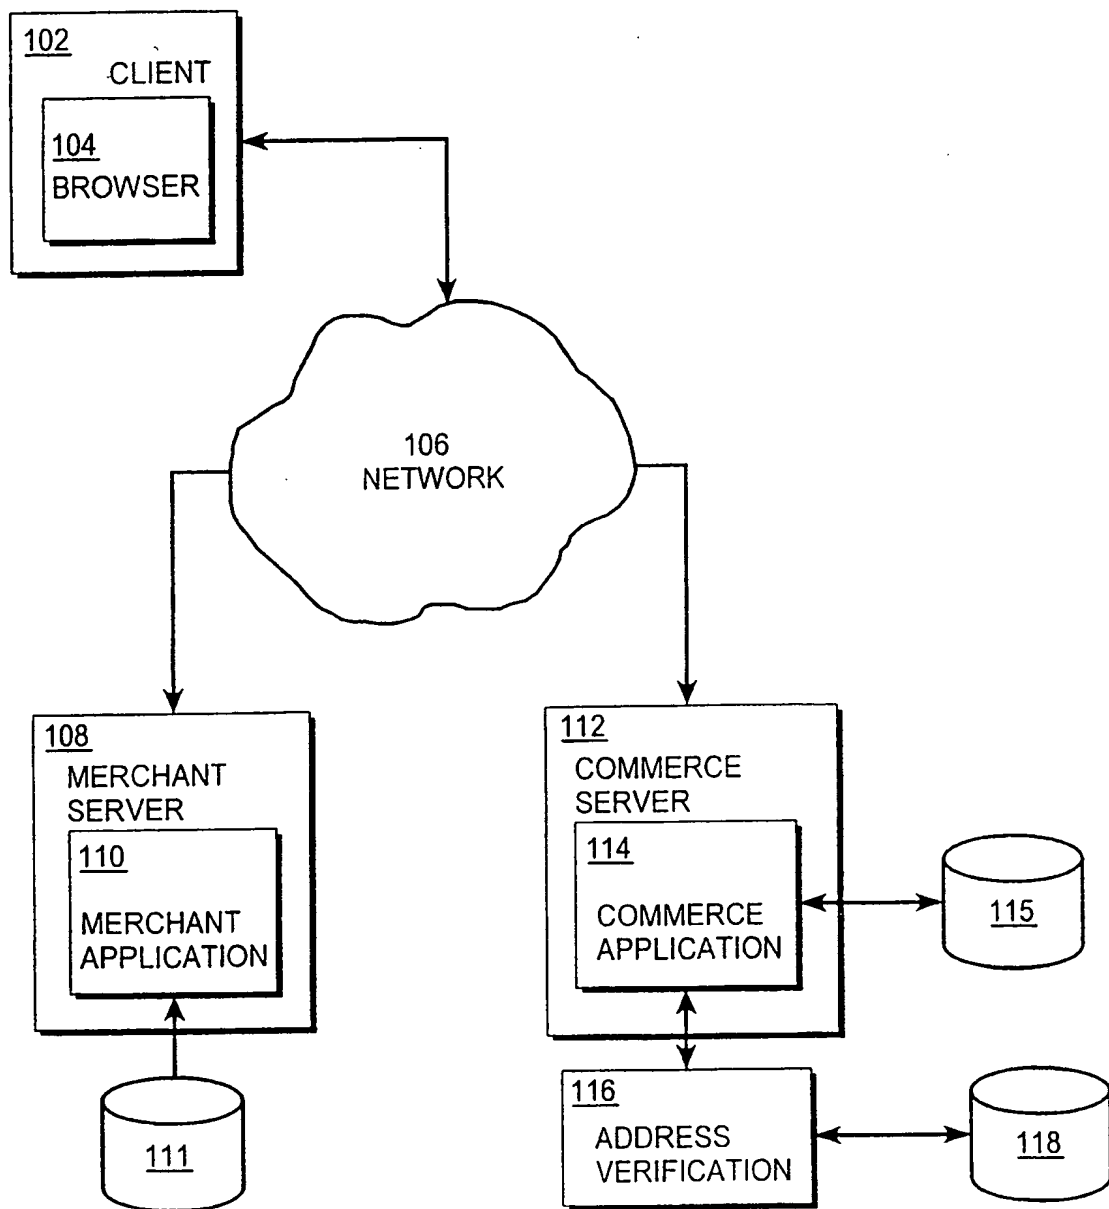 102
CLIENT
104
BROWSER
106
NETWORK
108
MERCHANT
SERVER
110
MERCHANT
APPLICATION
111
112
COMMERCE
SERVER
114
COMMERCE
APPLICATION
115
116
ADDRESS
VERIFICATION
118